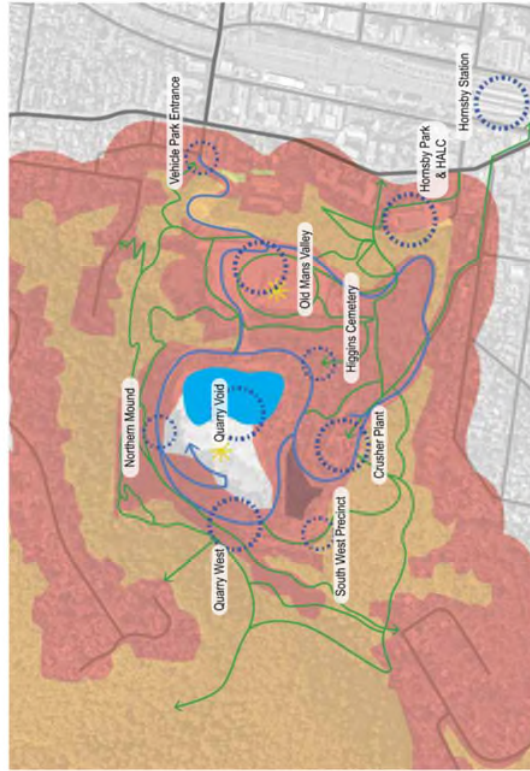 Vehicle Park Entrance
Hornsby Station
Hornsby Park
& HALC
Old Mans Valley
Higgins Cemetery
Northern Mound
Quarry Void
Crusher Plant
Quarry West
South West Precinct